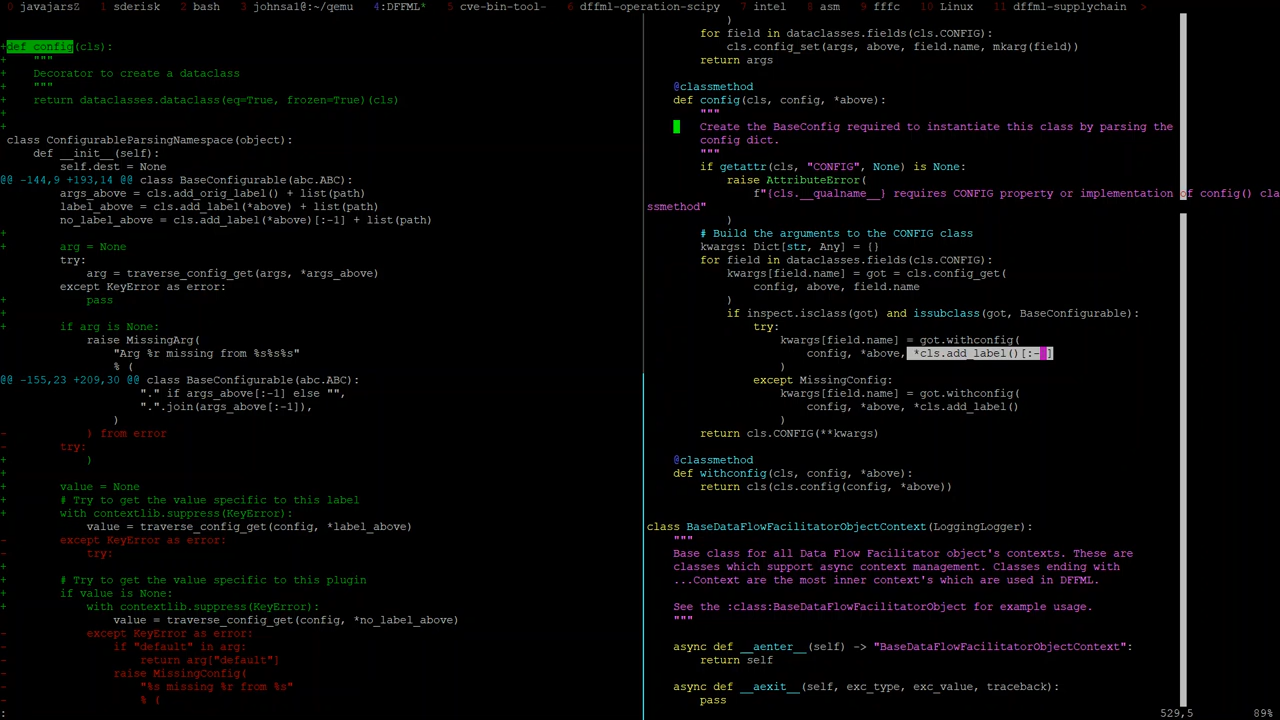 0 javajarsZ 1 sderisk 2 bash 3 johnsal@:~/qemu 4:DFFML* 5 cve-bin-tool- 6 dffml-operation-scipy 7 intel 8 asm 9 fffc 10 Linux 11 dffml-supplychain >
+def config(cls):
+    """
+    Decorator to create a dataclass
+    """
+    return dataclasses.dataclass(eq=True, frozen=True)(cls)
+
+
 class ConfigurableParsingNamespace(object):
     def __init__(self):
         self.dest = None
@@ -144,9 +193,14 @@ class BaseConfigurable(abc.ABC):
             args_above = cls.add_orig_label() + list(path)
             label_above = cls.add_label(*above) + list(path)
             no_label_above = cls.add_label(*above)[:-1] + list(path)
+
+        arg = None
         try:
             arg = traverse_config_get(args, *args_above)
         except KeyError as error:
+            pass
+
+        if arg is None:
             raise MissingArg(
                 "Arg %r missing from %s%s%s"
                 % (
@@ -155,23 +209,30 @@ class BaseConfigurable(abc.ABC):
                     "." if args_above[:-1] else "",
                     ".".join(args_above[:-1]),
                 )
-            ) from error
-        try:
+            )
+
+        value = None
+        # Try to get the value specific to this label
+        with contextlib.suppress(KeyError):
             value = traverse_config_get(config, *label_above)
-        except KeyError as error:
-            try:
+
+        # Try to get the value specific to this plugin
+        if value is None:
+            with contextlib.suppress(KeyError):
                 value = traverse_config_get(config, *no_label_above)
-            except KeyError as error:
-                if "default" in arg:
-                    return arg["default"]
-                raise MissingConfig(
-                    "%s missing %r from %s"
-                    % (
:
            )
        for field in dataclasses.fields(cls.CONFIG):
            cls.config_set(args, above, field.name, mkarg(field))
        return args
    @classmethod
    def config(cls, config, *above):
        """
        Create the BaseConfig required to instantiate this class by parsing the
        config dict.
        """
        if getattr(cls, "CONFIG", None) is None:
            raise AttributeError(
                f"{cls.__qualname__} requires CONFIG property or implementation of config() cla
ssmethod"
            )
        # Build the arguments to the CONFIG class
        kwargs: Dict[str, Any] = {}
        for field in dataclasses.fields(cls.CONFIG):
            kwargs[field.name] = got = cls.config_get(
                config, above, field.name
            )
            if inspect.isclass(got) and issubclass(got, BaseConfigurable):
                try:
                    kwargs[field.name] = got.withconfig(
                        config, *above, *cls.add_label()[:-
                    )
                except MissingConfig:
                    kwargs[field.name] = got.withconfig(
                        config, *above, *cls.add_label()
                    )
        return cls.CONFIG(**kwargs)
    @classmethod
    def withconfig(cls, config, *above):
        return cls(cls.config(config, *above))
class BaseDataFlowFacilitatorObjectContext(LoggingLogger):
    """
    Base class for all Data Flow Facilitator object's contexts. These are
    classes which support async context management. Classes ending with
    ...Context are the most inner context's which are used in DFFML.
    See the :class:BaseDataFlowFacilitatorObject for example usage.
    """
    async def __aenter__(self) -> "BaseDataFlowFacilitatorObjectContext":
        return self
    async def __aexit__(self, exc_type, exc_value, traceback):
        pass
529,5 89%